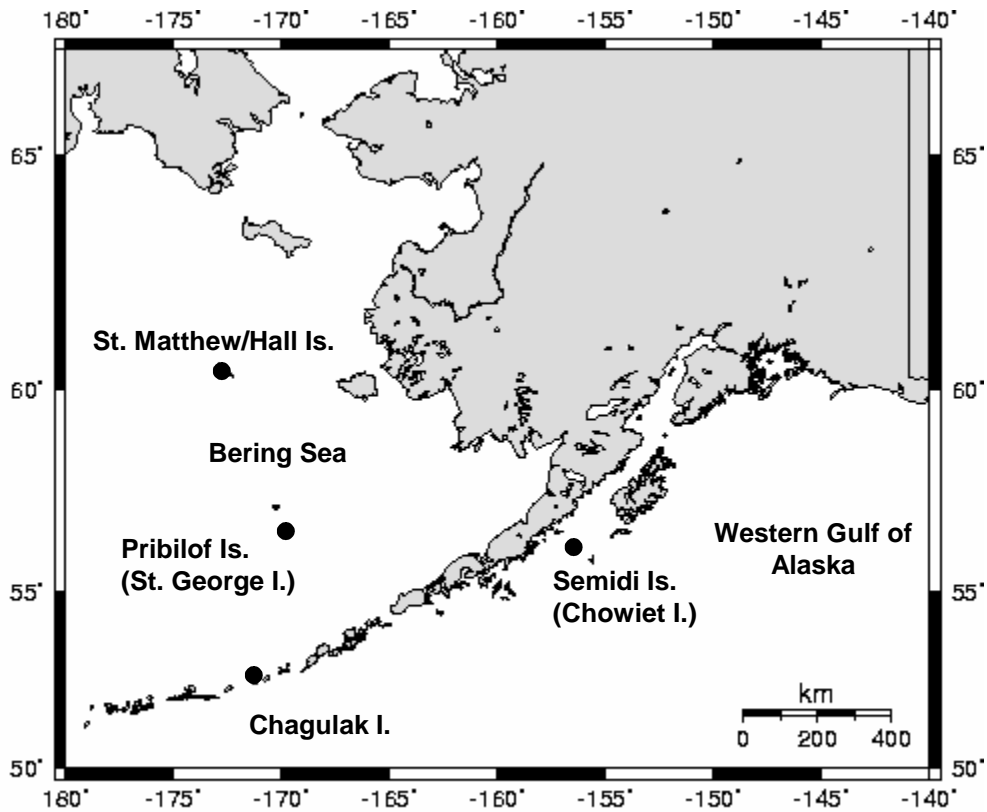 180˚ -175˚ -170˚ -165˚ -160˚ -155˚ -150˚ -145˚ -140˚
65˚ 65˚
St. Matthew/Hall Is.
60˚ 60˚
Bering Sea
Pribilof Is.
(St. George I.)
Western Gulf of
Alaska
Semidi Is.
(Chowiet I.)
55˚ 55˚
km
0 200 400
Chagulak I.
50˚ 50˚
180˚ -175˚ -170˚ -165˚ -160˚ -155˚ -150˚ -145˚ -140˚